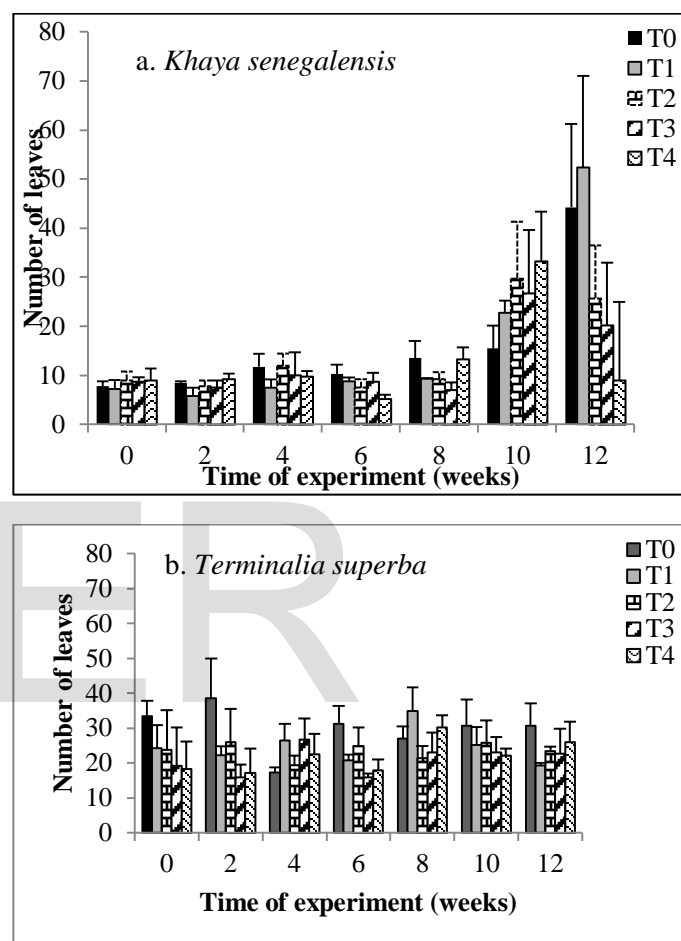 80
a. Khaya senegalensis
T0
T1
T2
T3
T4
70
60
50
40
30
20
10
0
Number of leaves
0 2 4 6 8 10 12
Time of experiment (weeks)
ER
80
b. Terminalia superba
T0
T1
T2
T3
T4
70
60
50
40
30
20
10
0
Number of leaves
0 2 4 6 8 10 12
Time of experiment (weeks)